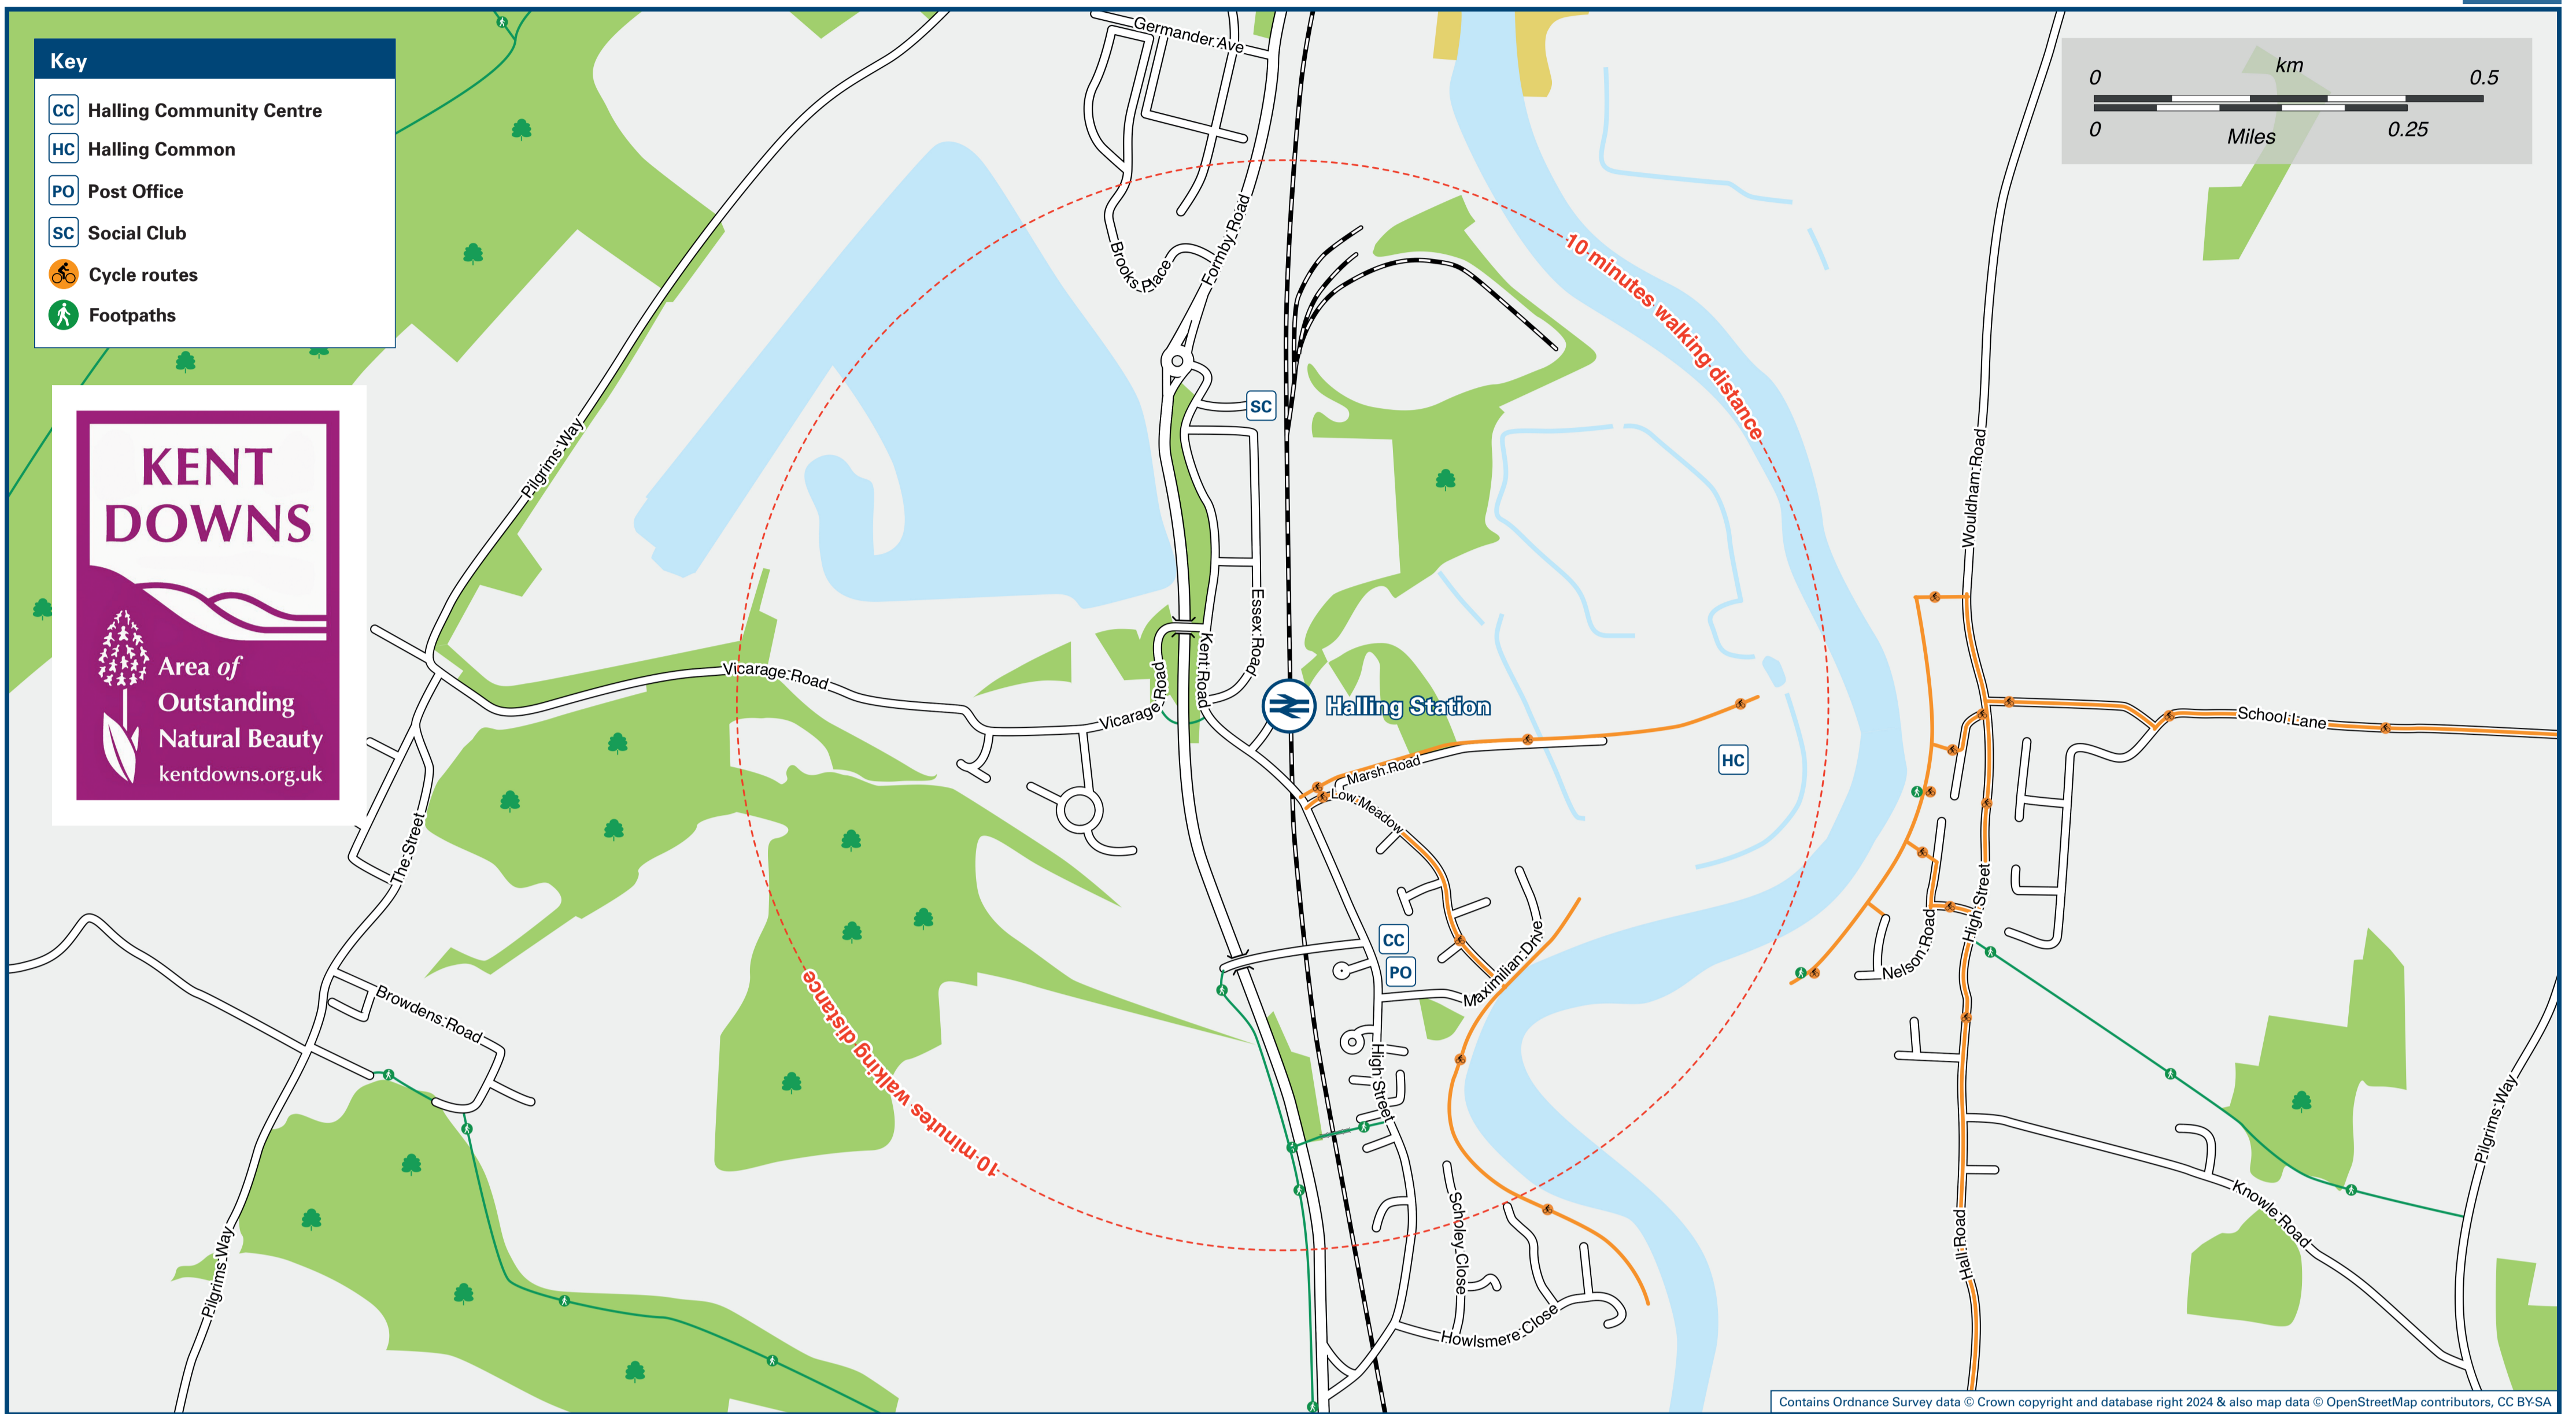 Key
CC Halling Community Centre
HC Halling Common
PO Post Office
SC Social Club
Cycle routes
Footpaths
KENT
DOWNS
Area of
Outstanding
Natural Beauty
kentdowns.org.uk
km
0 0.5
0 0.25
Miles
Germander Ave
Brooks Place
Formby Road
10 minutes walking distance
SC
Pilgrims Way
Wouldham Road
Essex Road
Kent Road
Vicarage Road
Vicarage Road
Halling Station
School Lane
HC
Marsh Road
Low Meadow
The Street
High Street
Nelson Road
CC
PO
Maximilian Drive
Browdens Road
10 minutes walking distance
High Street
Pilgrims Way
Knowle Road
Scholey Close
Hall Road
Pilgrims Way
Howlsmere Close
Contains Ordnance Survey data © Crown copyright and database right 2024 & also map data © OpenStreetMap contributors, CC BY-SA